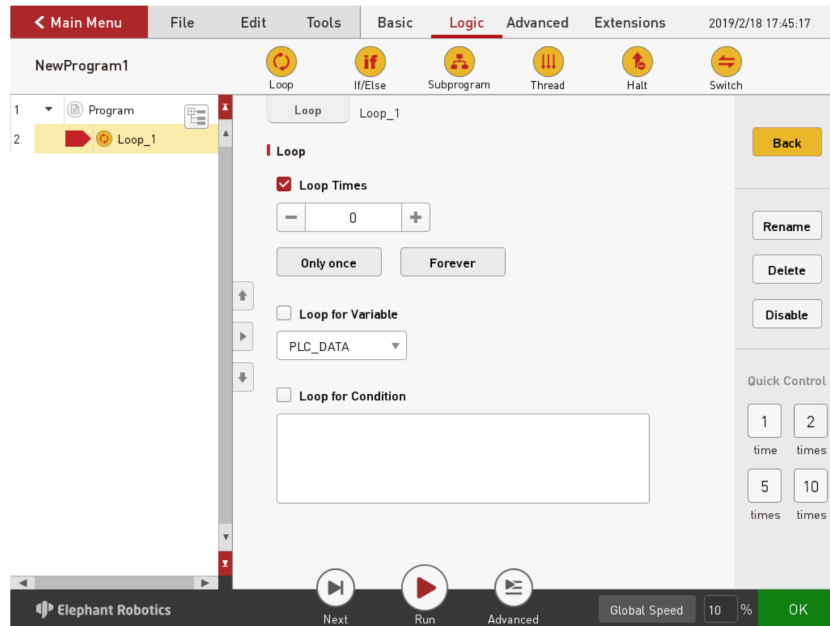 Main Menu File Edit Tools Basic Logic Advanced Extensions 2019/2/18 17:45:17
NewProgram1
Loop If/Else Subprogram Thread Halt Switch
1 Program
2 Loop_1
Loop Loop_1
Loop
Loop Times
0
Only once Forever
Loop for Variable
PLC_DATA
Loop for Condition
Back
Rename
Delete
Disable
Quick Control
1 2
time times
5 10
times times
Next Run Advanced
Elephant Robotics Global Speed 10 % OK